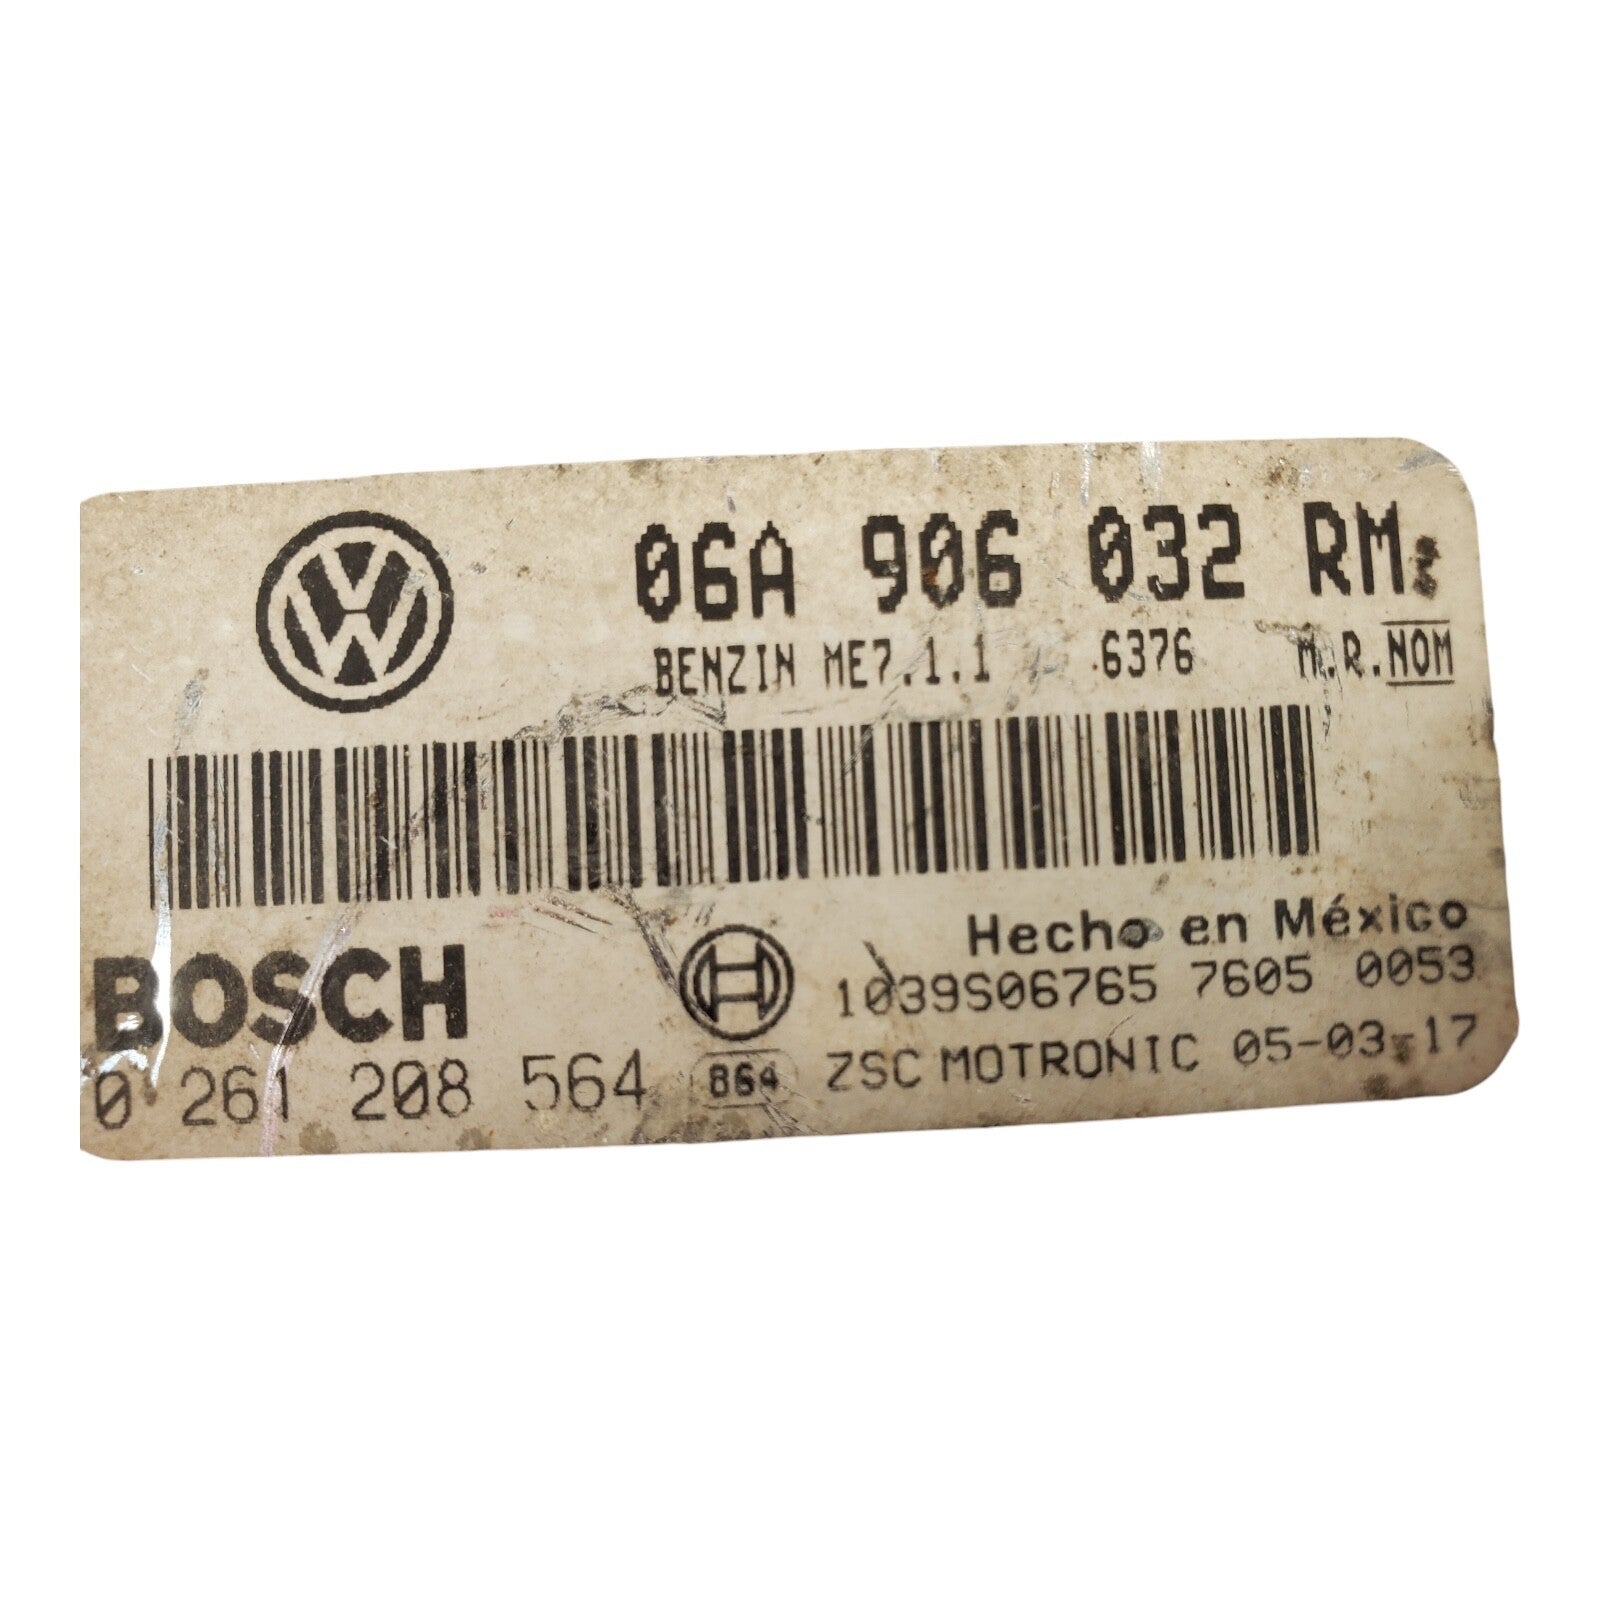 06A 906 032 RM
BENZIN ME7.1.1 6376 M.R.NOM
Hecho en México
BOSCH 1039S06765 7605 0053
0 261 208 564 864 ZSC MOTRONIC 05-03-17